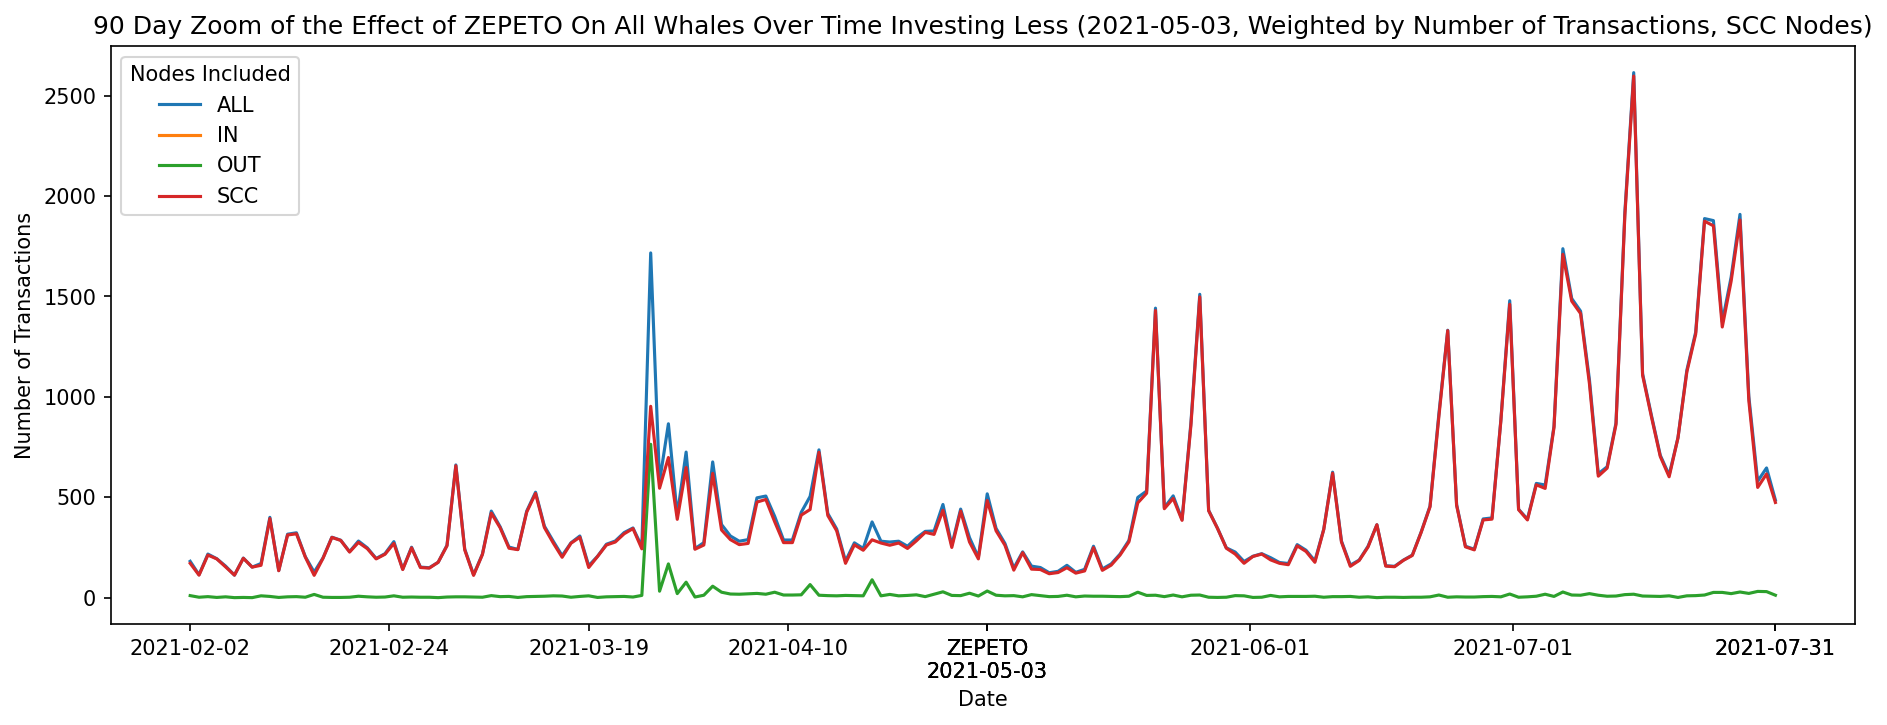 90 Day Zoom of the Effect of ZEPETO On All Whales Over Time Investing Less (2021-05-03, Weighted by Number of Transactions, SCC Nodes)
Nodes Included
ALL
IN
OUT
SCC
Number of Transactions
2500
2000
1500
1000
500
0
2021-02-02
2021-02-24
2021-03-19
2021-04-10
ZEPETO
2021-05-03
2021-06-01
2021-07-01
2021-07-31
Date